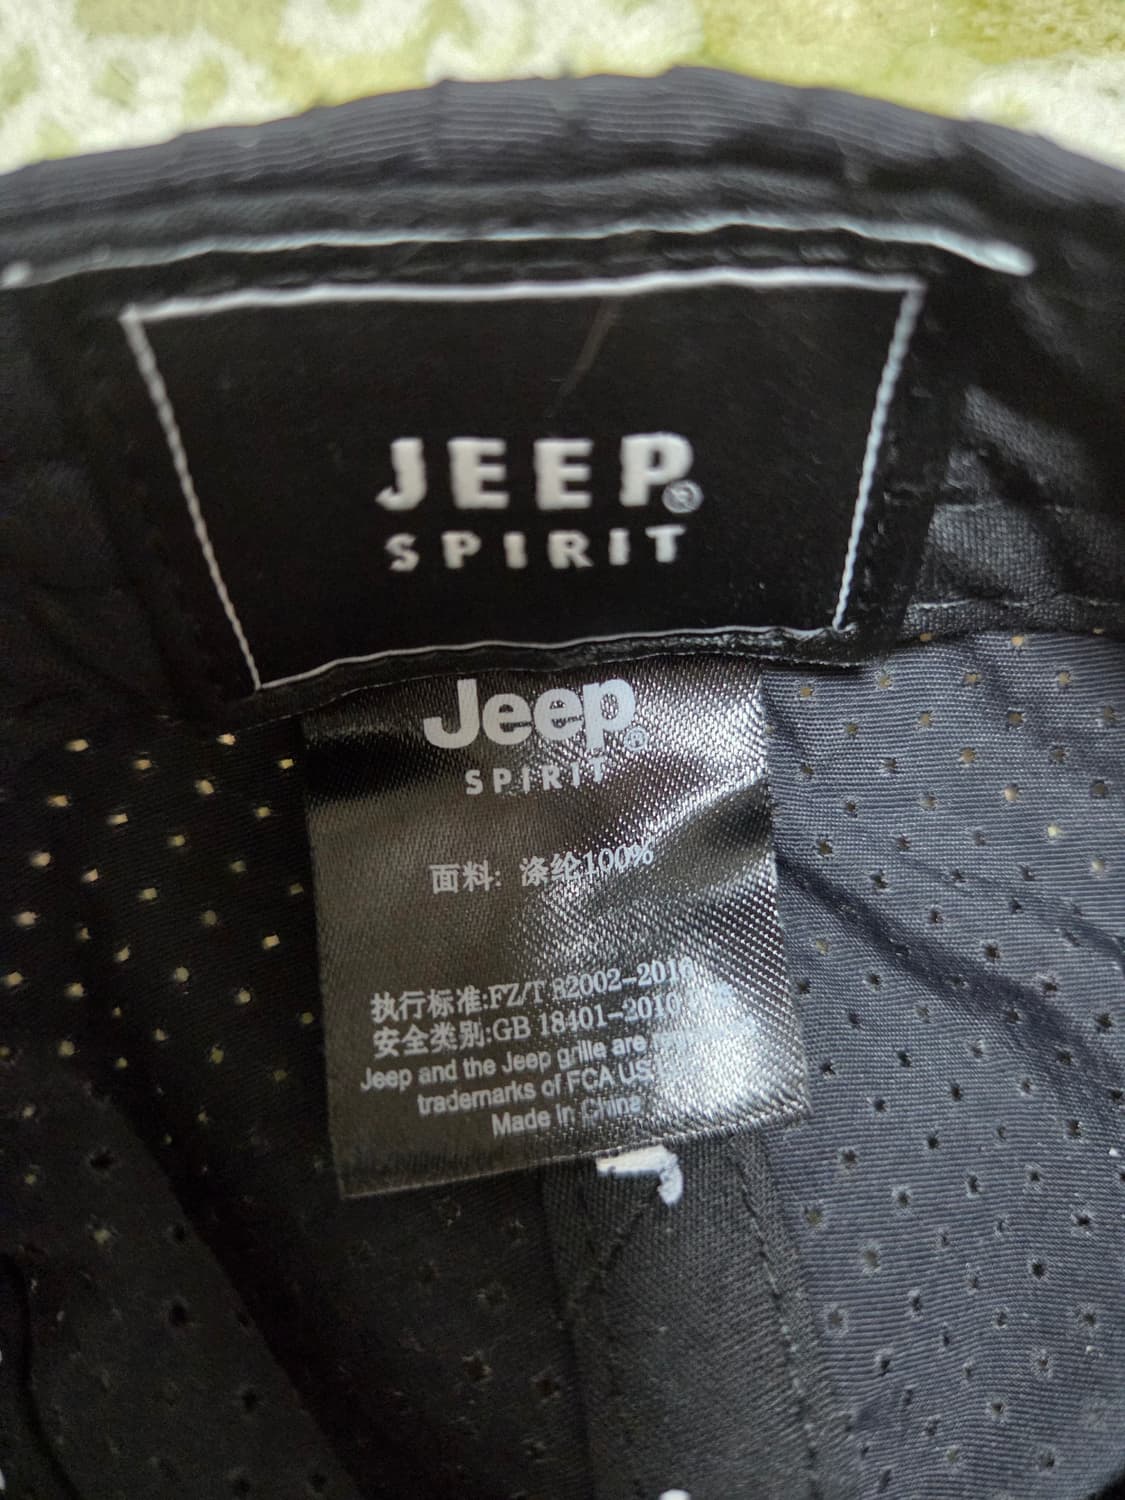 JEEP®
SPIRIT
Jeep®
SPIRIT
面料: 涤纶100%
执行标准:FZ/T 82002-2016
安全类别:GB 18401-2010
Jeep and the Jeep grille are
trademarks of FCA US
Made in China